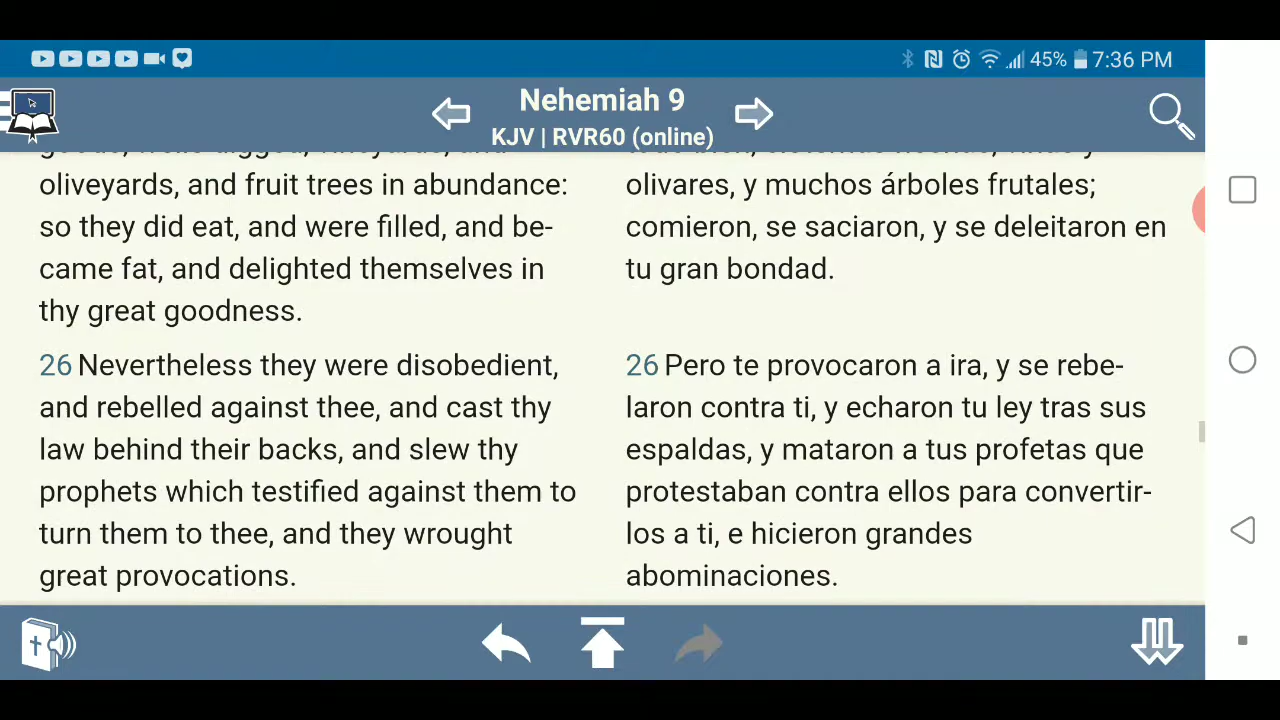 45% 7:36 PM
Nehemiah 9
KJV | RVR60 (online)
oliveyards, and fruit trees in abundance:
so they did eat, and were filled, and be-
came fat, and delighted themselves in
thy great goodness.
26 Nevertheless they were disobedient,
and rebelled against thee, and cast thy
law behind their backs, and slew thy
prophets which testified against them to
turn them to thee, and they wrought
great provocations.
olivares, y muchos árboles frutales;
comieron, se saciaron, y se deleitaron en
tu gran bondad.
26 Pero te provocaron a ira, y se rebe-
laron contra ti, y echaron tu ley tras sus
espaldas, y mataron a tus profetas que
protestaban contra ellos para convertir-
los a ti, e hicieron grandes
abominaciones.